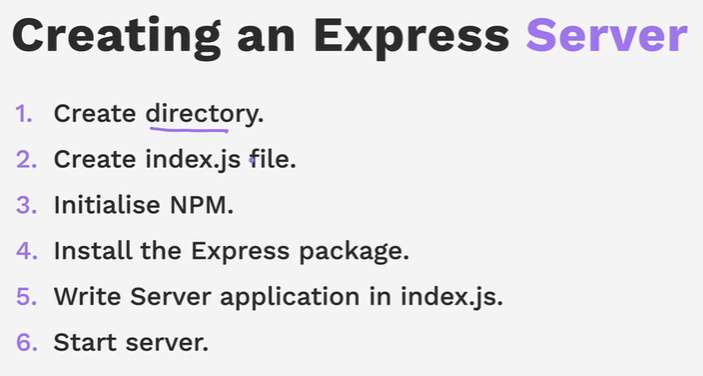 Creating an Express Server
1. Create directory.
2. Create index.js file.
3. Initialise NPM.
4. Install the Express package.
5. Write Server application in index.js.
6. Start server.